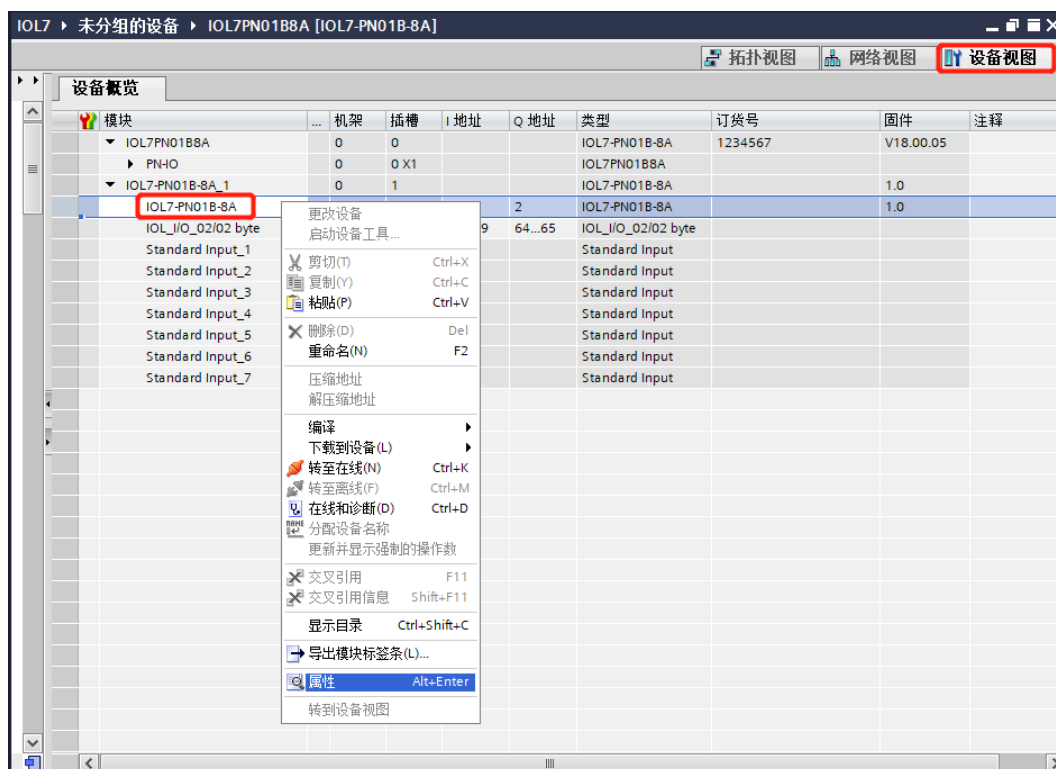 IOL7 ▸ 未分组的设备 ▸ IOL7PN01B8A [IOL7-PN01B-8A]
拓扑视图 网络视图 设备视图
设备概览
模块 ... 机架 插槽 I 地址 Q 地址 类型 订货号 固件 注释
IOL7PN01B8A 0 0 IOL7-PN01B-8A 1234567 V18.00.05
PN-IO 0 0 X1 IOL7PN01B8A
IOL7-PN01B-8A_1 0 1 IOL7-PN01B-8A 1.0
IOL7-PN01B-8A 2 IOL7-PN01B-8A 1.0
IOL_I/O_02/02 byte 9 64...65 IOL_I/O_02/02 byte
Standard Input_1 Standard Input
Standard Input_2 Standard Input
Standard Input_3 Standard Input
Standard Input_4 Standard Input
Standard Input_5 Standard Input
Standard Input_6 Standard Input
Standard Input_7 Standard Input
更改设备
启动设备工具...
剪切(T) Ctrl+X
复制(Y) Ctrl+C
粘贴(P) Ctrl+V
删除(D) Del
重命名(N) F2
压缩地址
解压缩地址
编译
下载到设备(L)
转至在线(N) Ctrl+K
转至离线(F) Ctrl+M
在线和诊断(D) Ctrl+D
分配设备名称
更新并显示强制的操作数
交叉引用 F11
交叉引用信息 Shift+F11
显示目录 Ctrl+Shift+C
导出模块标签条(L)...
属性 Alt+Enter
转到设备视图